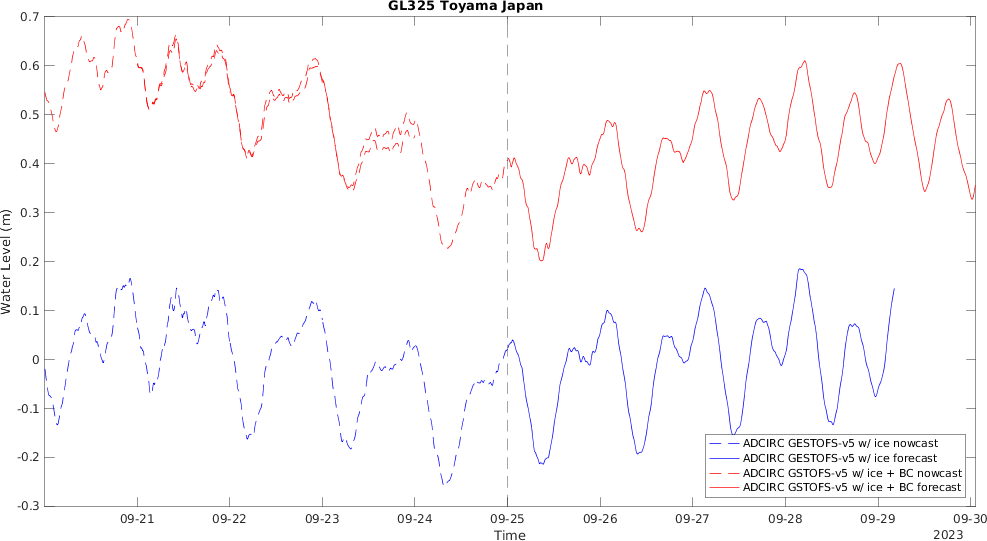 GL325 Toyama Japan
0.7
0.6
0.5
0.4
0.3
0.2
0.1
0
-0.1
-0.2
-0.3
Water Level (m)
ADCIRC GESTOFS-v5 w/ ice nowcast
ADCIRC GESTOFS-v5 w/ ice forecast
ADCIRC GSTOFS-v5 w/ ice + BC nowcast
ADCIRC GSTOFS-v5 w/ ice + BC forecast
09-21 09-22 09-23 09-24 09-25 09-26 09-27 09-28 09-29 09-30
Time
2023